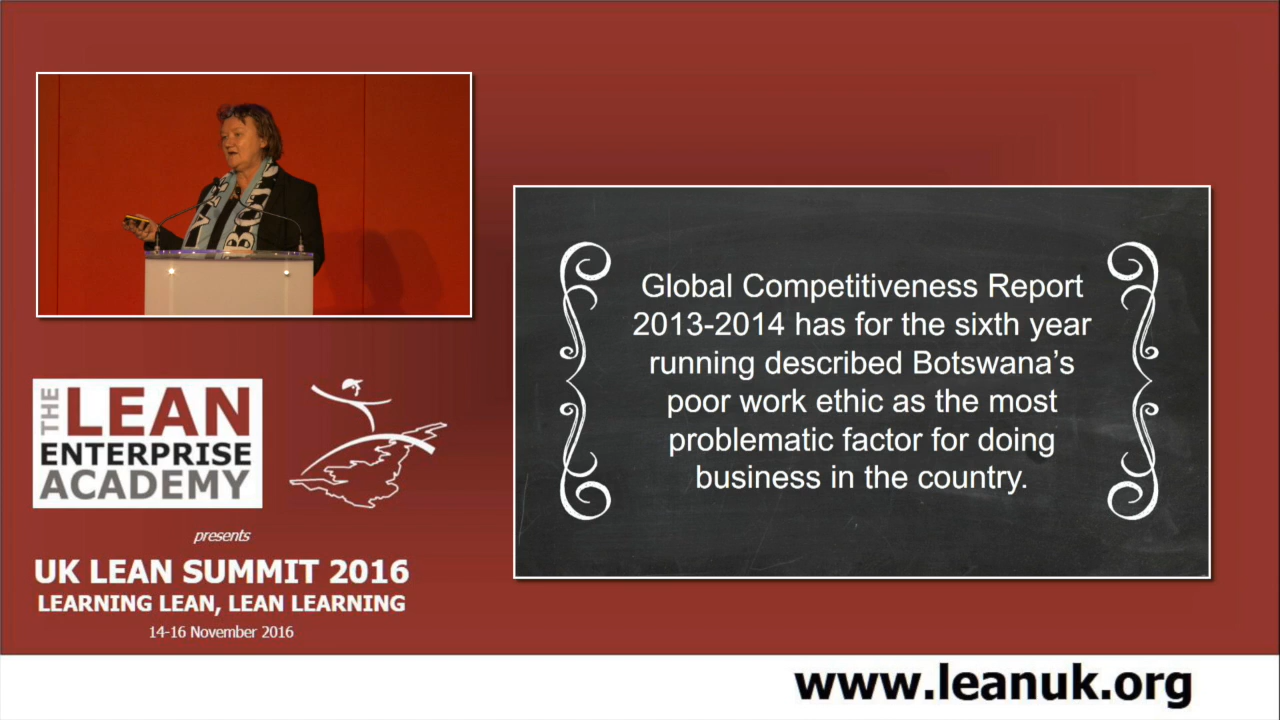 THE LEAN
ENTERPRISE
ACADEMY
presents
UK LEAN SUMMIT 2016
LEARNING LEAN, LEAN LEARNING
14-16 November 2016
Global Competitiveness Report
2013-2014 has for the sixth year
running described Botswana's
poor work ethic as the most
problematic factor for doing
business in the country.
www.leanuk.org